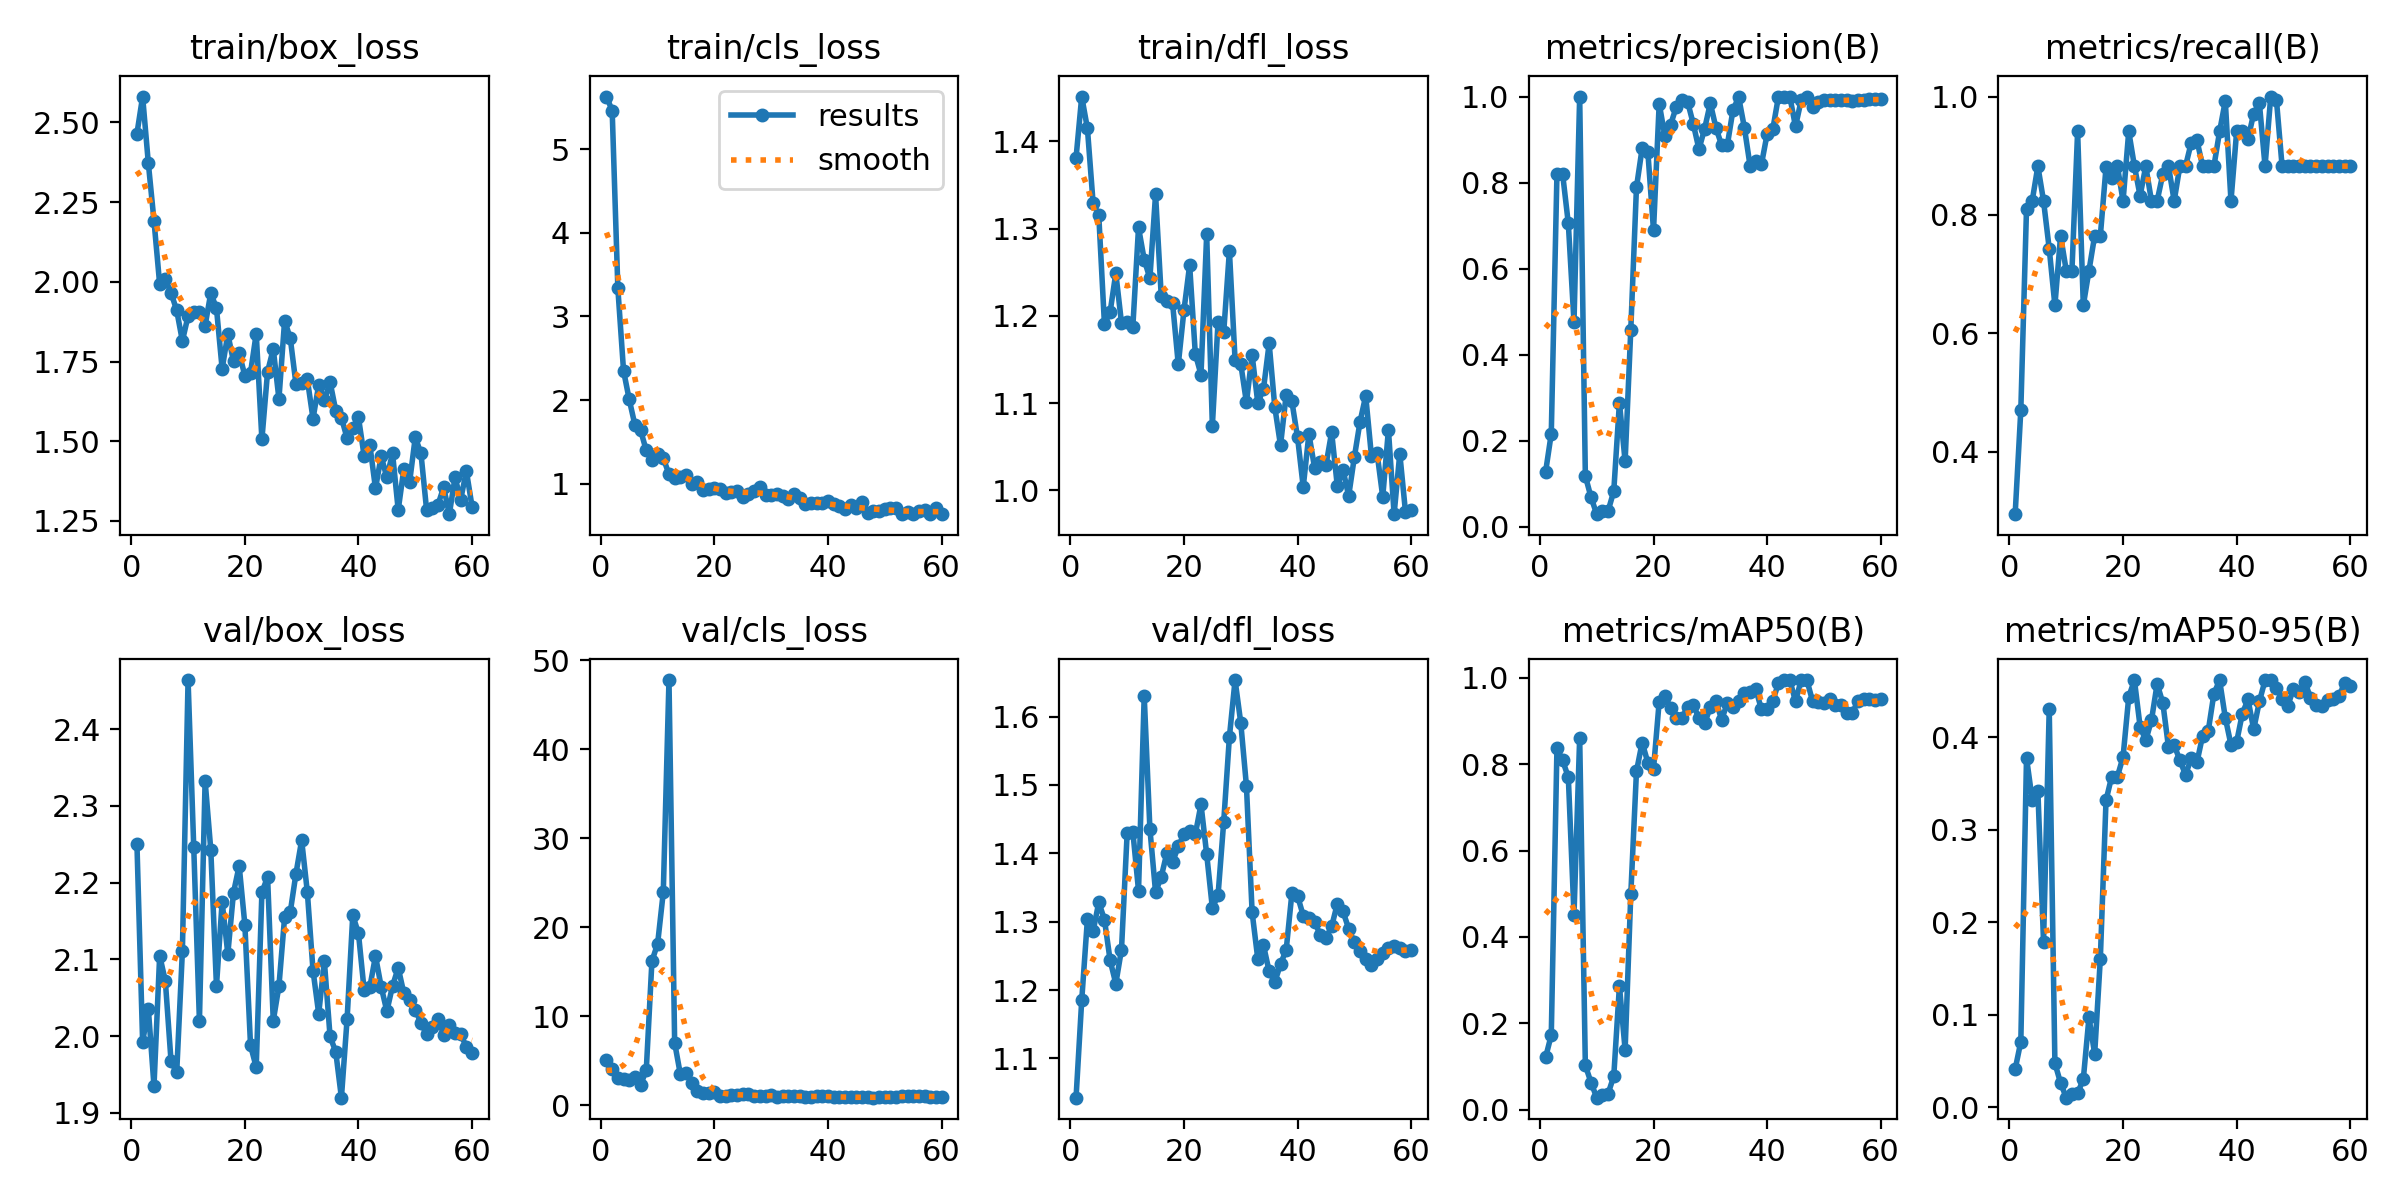 train/box_loss
train/cls_loss
train/dfl_loss
metrics/precision(B)
metrics/recall(B)
2.50
2.25
2.00
1.75
1.50
1.25
0 20 40 60
results
smooth
5
4
3
2
1
0 20 40 60
1.4
1.3
1.2
1.1
1.0
0 20 40 60
1.0
0.8
0.6
0.4
0.2
0.0
0 20 40 60
1.0
0.8
0.6
0.4
0 20 40 60
val/box_loss
val/cls_loss
val/dfl_loss
metrics/mAP50(B)
metrics/mAP50-95(B)
2.4
2.3
2.2
2.1
2.0
1.9
0 20 40 60
50
40
30
20
10
0
0 20 40 60
1.6
1.5
1.4
1.3
1.2
1.1
0 20 40 60
1.0
0.8
0.6
0.4
0.2
0.0
0 20 40 60
0.4
0.3
0.2
0.1
0.0
0 20 40 60